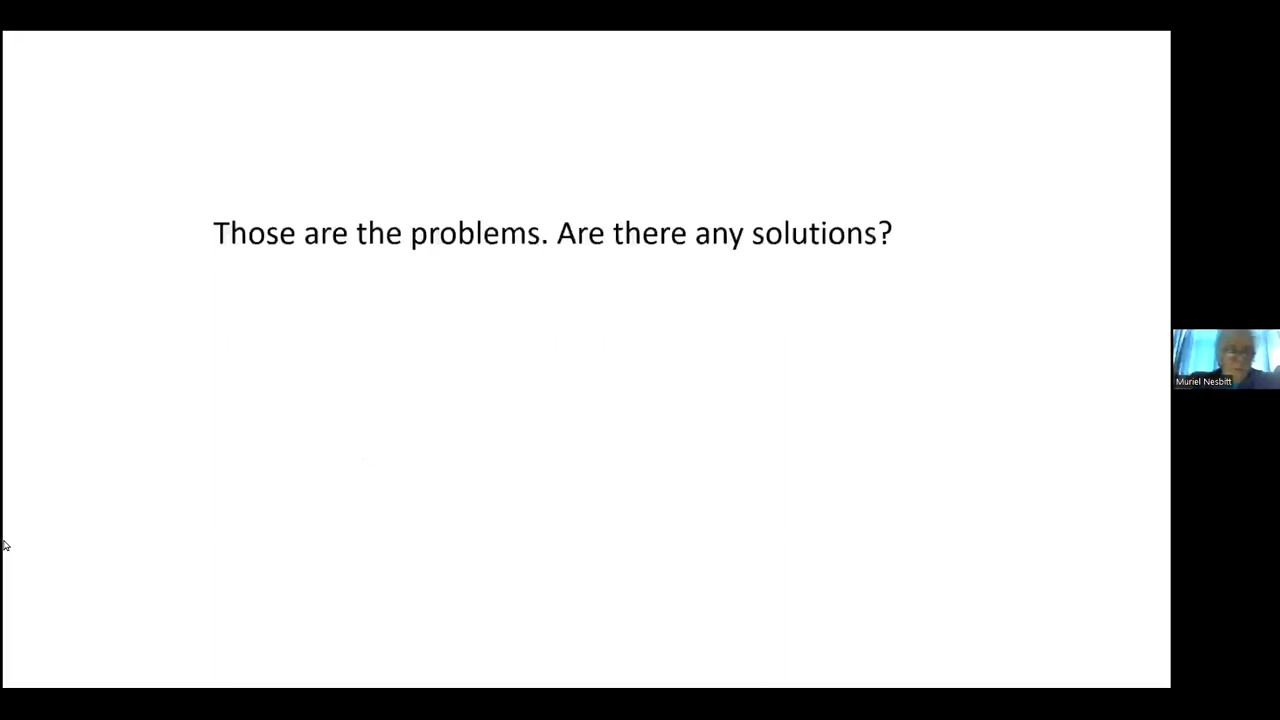 Those are the problems. Are there any solutions?
Muriel Nesbitt